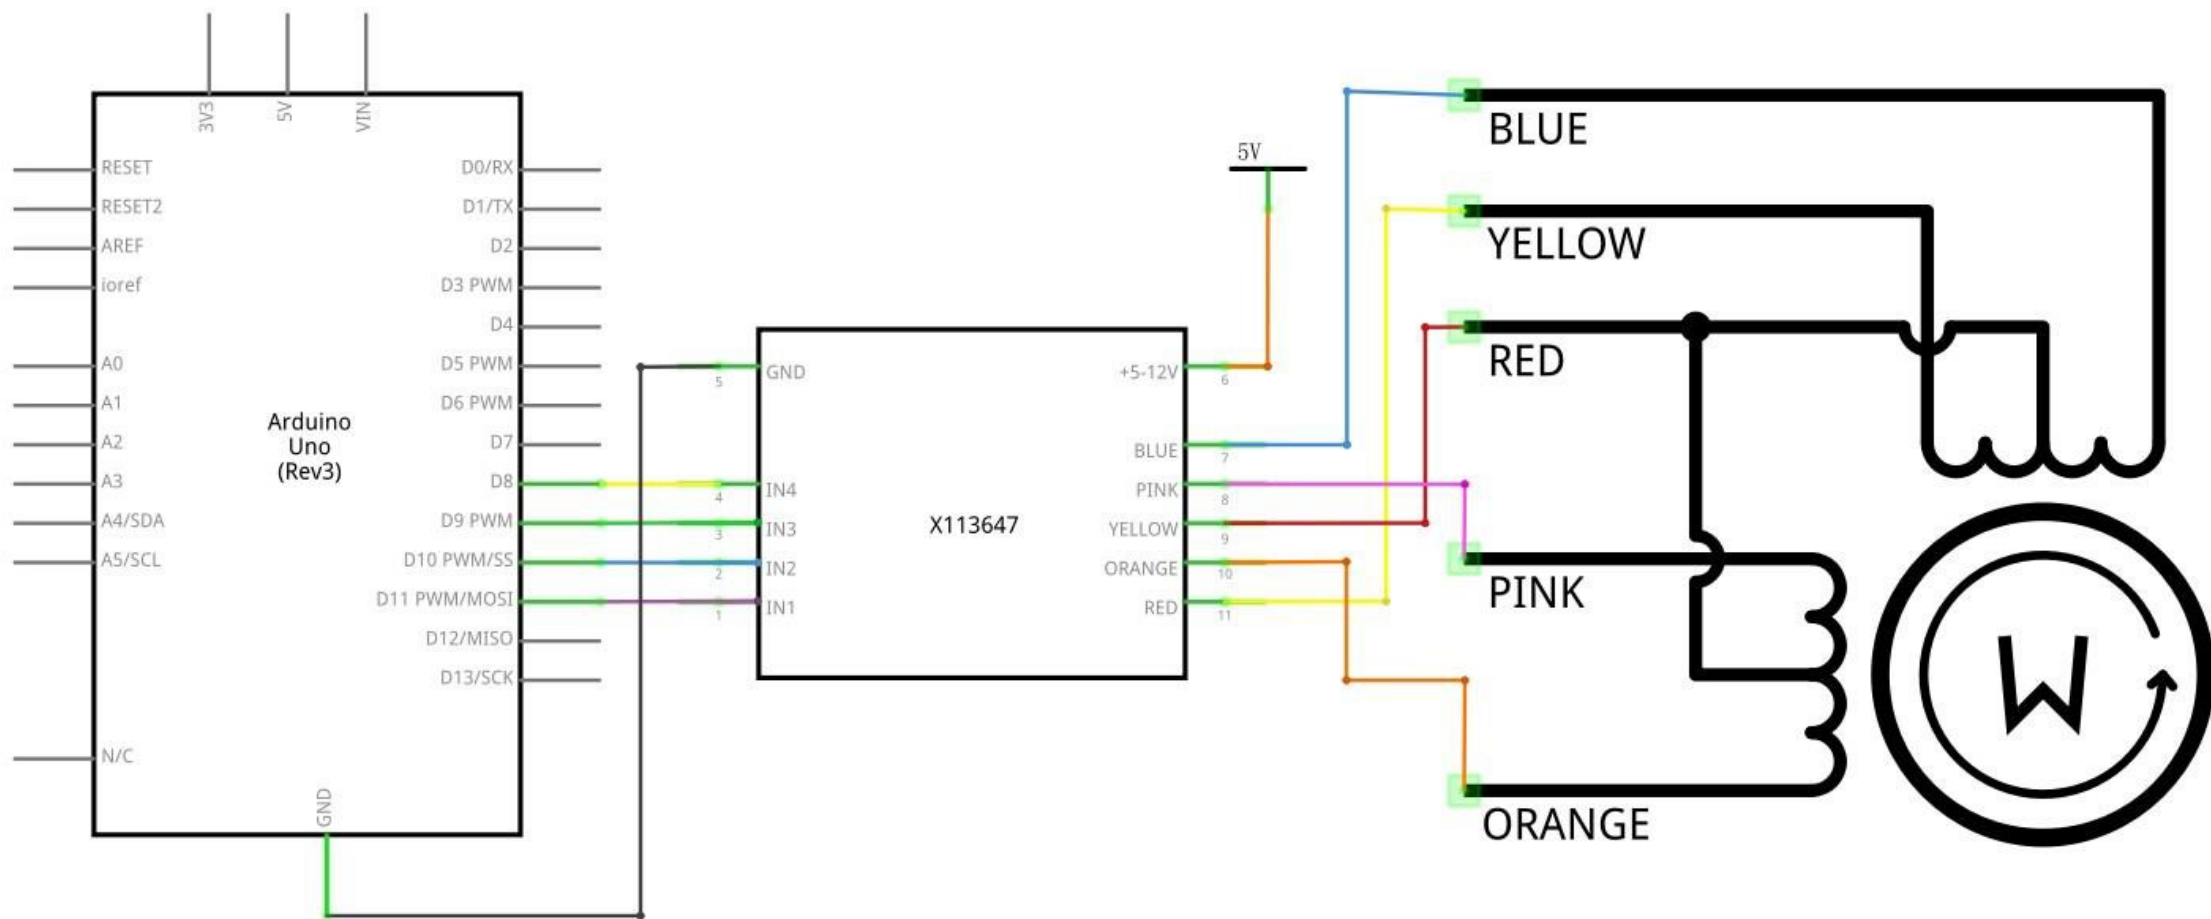 3V3
5V
VIN
RESET
RESET2
AREF
ioref
A0
A1
A2
A3
A4/SDA
A5/SCL
N/C
Arduino
Uno
(Rev3)
D0/RX
D1/TX
D2
D3 PWM
D4
D5 PWM
D6 PWM
D7
D8
D9 PWM
D10 PWM/SS
D11 PWM/MOSI
D12/MISO
D13/SCK
GND
5
4
3
2
1
GND
IN4
IN3
IN2
IN1
X113647
+5-12V
BLUE
PINK
YELLOW
ORANGE
RED
6
7
8
9
10
11
5V
BLUE
YELLOW
RED
PINK
ORANGE
M